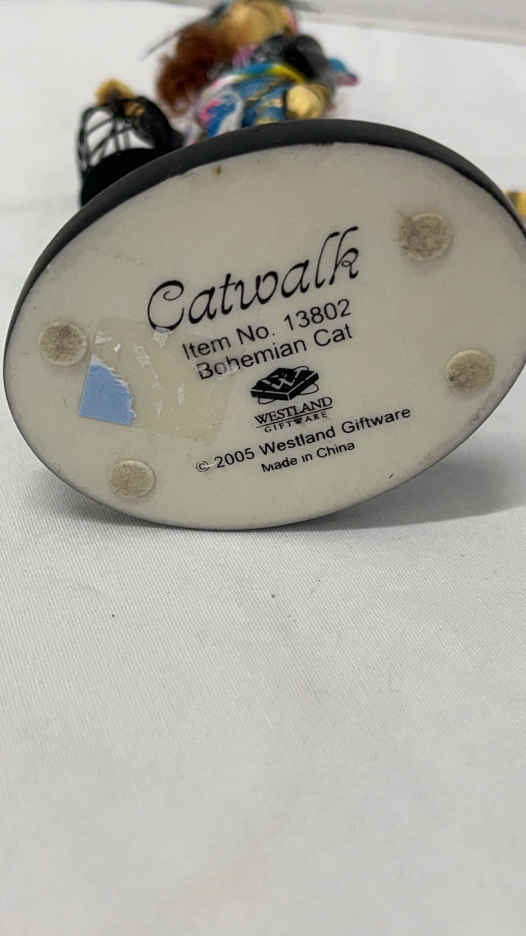 Catwalk
Item No. 13802
Bohemian Cat
W
WESTLAND
GIFTWARE
© 2005 Westland Giftware
Made in China